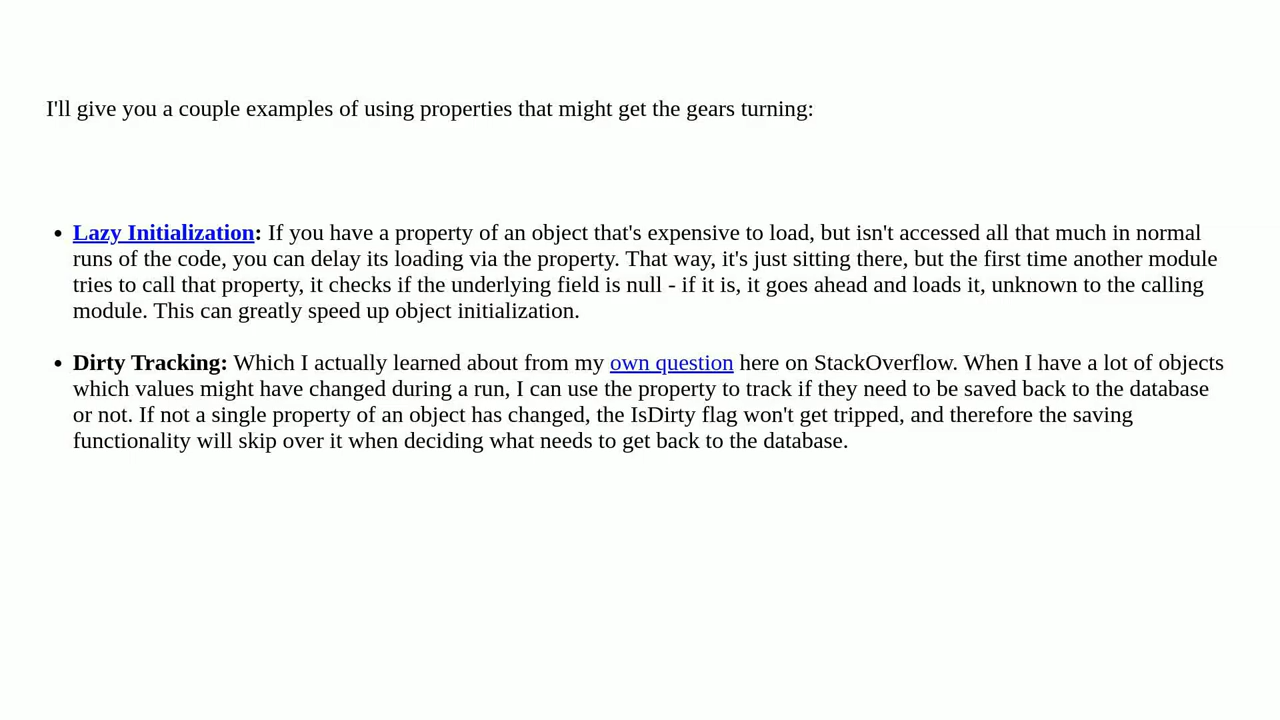 I'll give you a couple examples of using properties that might get the gears turning:
• Lazy Initialization: If you have a property of an object that's expensive to load, but isn't accessed all that much in normal
runs of the code, you can delay its loading via the property. That way, it's just sitting there, but the first time another module
tries to call that property, it checks if the underlying field is null - if it is, it goes ahead and loads it, unknown to the calling
module. This can greatly speed up object initialization.
• Dirty Tracking: Which I actually learned about from my own question here on StackOverflow. When I have a lot of objects
which values might have changed during a run, I can use the property to track if they need to be saved back to the database
or not. If not a single property of an object has changed, the IsDirty flag won't get tripped, and therefore the saving
functionality will skip over it when deciding what needs to get back to the database.